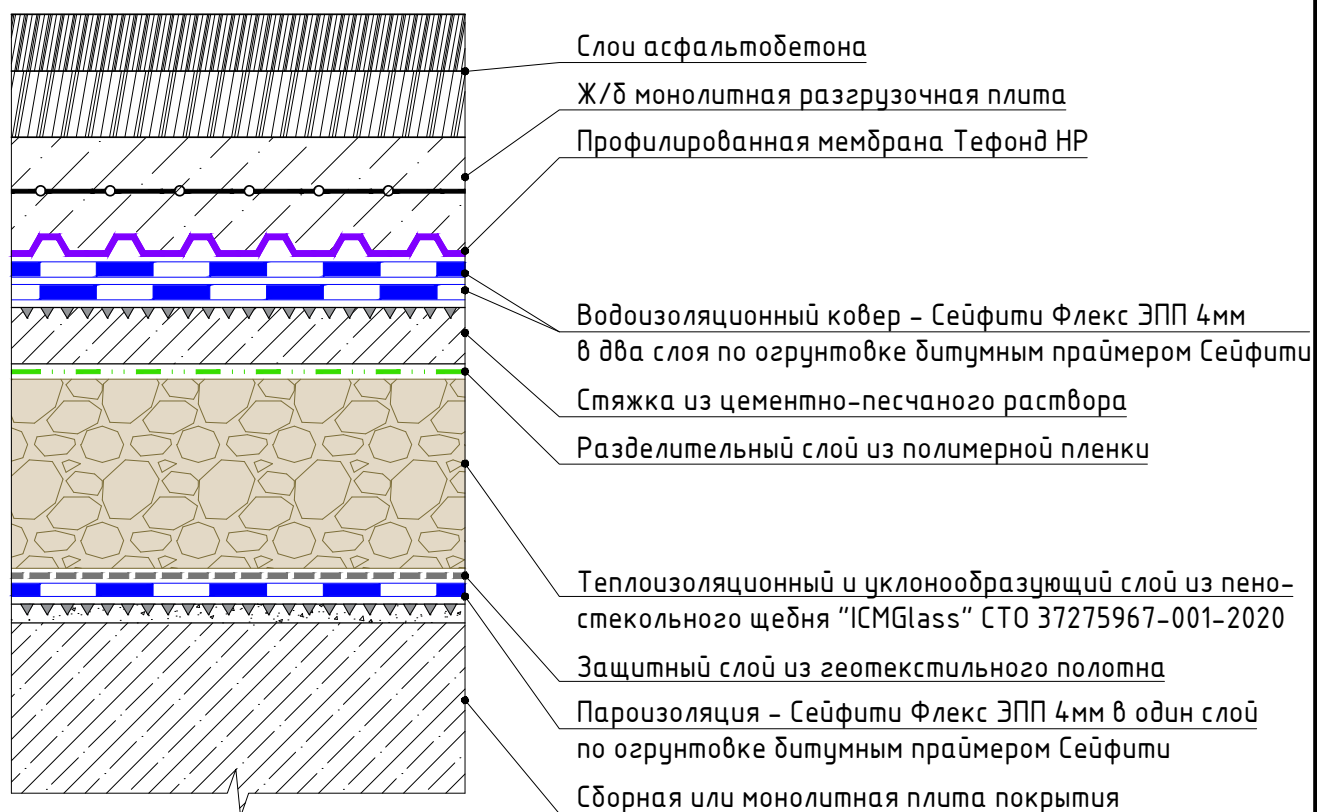 Слои асфальтобетона
Ж/б монолитная разгрузочная плита
Профилированная мембрана Тефонд HP
Водоизоляционный ковер – Сейфити Флекс ЭПП 4мм
в два слоя по огрунтовке битумным праймером Сейфити
Стяжка из цементно-песчаного раствора
Разделительный слой из полимерной пленки
Теплоизоляционный и уклонообразующий слой из пено-
стекольного щебня "ICMGlass" СТО 37275967-001-2020
Защитный слой из геотекстильного полотна
Пароизоляция – Сейфити Флекс ЭПП 4мм в один слой
по огрунтовке битумным праймером Сейфити
Сборная или монолитная плита покрытия